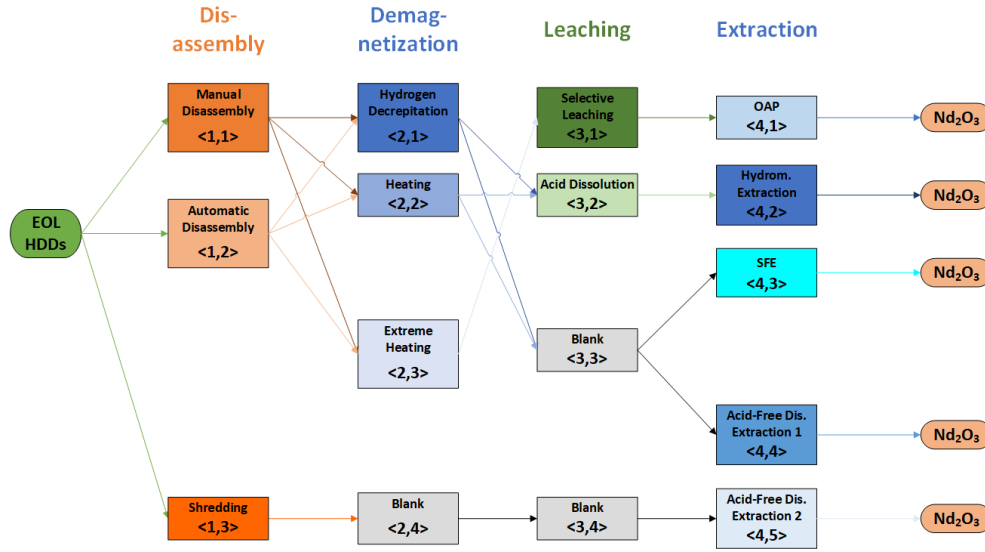 Dis-
assembly
Demag-
netization
Leaching
Extraction
Manual
Disassembly
<1,1>
Hydrogen
Decrepitation
<2,1>
Selective
Leaching
<3,1>
OAP
<4,1>
Nd₂O₃
Heating
<2,2>
Acid Dissolution
<3,2>
Hydrom.
Extraction
<4,2>
Nd₂O₃
EOL
HDDs
Automatic
Disassembly
<1,2>
SFE
<4,3>
Nd₂O₃
Extreme
Heating
<2,3>
Blank
<3,3>
Acid-Free Dis.
Extraction 1
<4,4>
Nd₂O₃
Shredding
<1,3>
Blank
<2,4>
Blank
<3,4>
Acid-Free Dis.
Extraction 2
<4,5>
Nd₂O₃